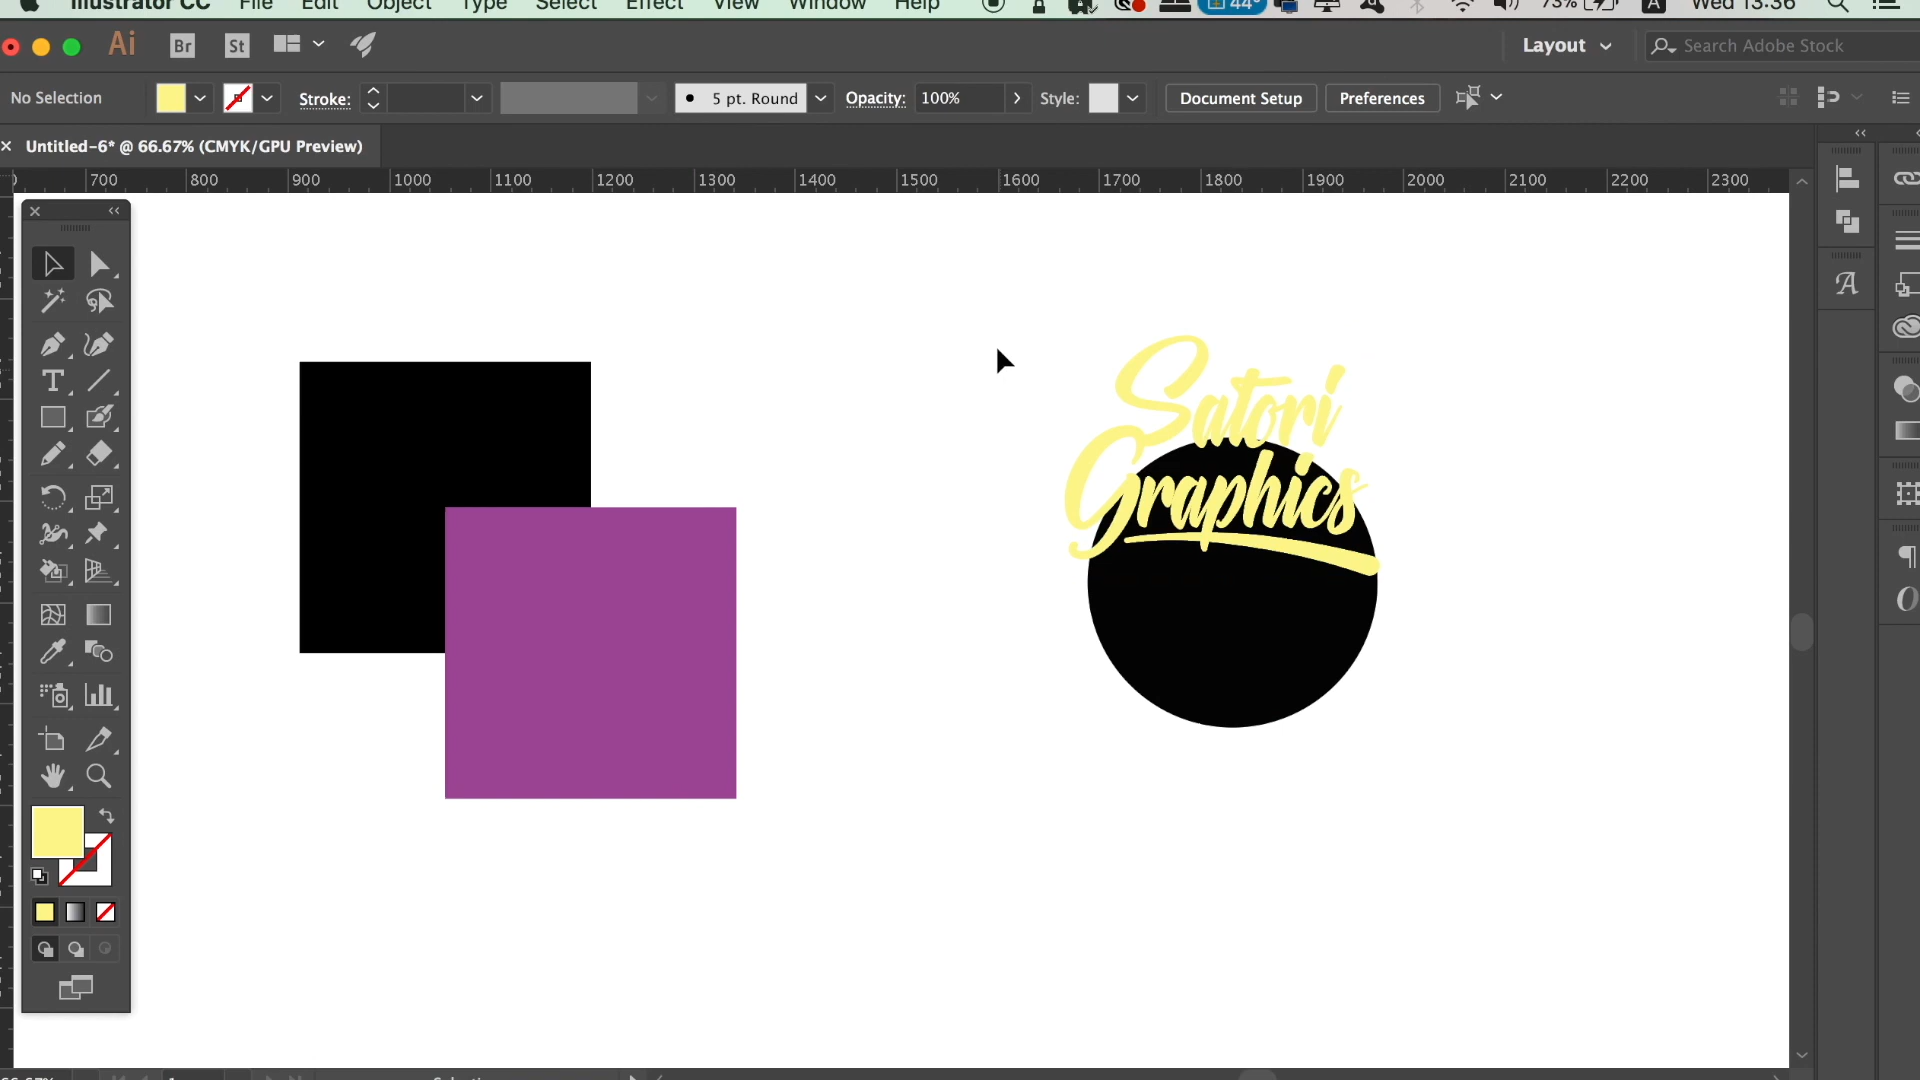 Illustrator CC File Edit Object Type Select Effect View Window Help 44° 73% A Wed 13:36
Ai Br St Layout Search Adobe Stock
No Selection Stroke: 5 pt. Round Opacity: 100% Style: Document Setup Preferences
Untitled-6* @ 66.67% (CMYK/GPU Preview)
700 800 900 1000 1100 1200 1300 1400 1500 1600 1700 1800 1900 2000 2100 2200 2300
Satori
Graphics